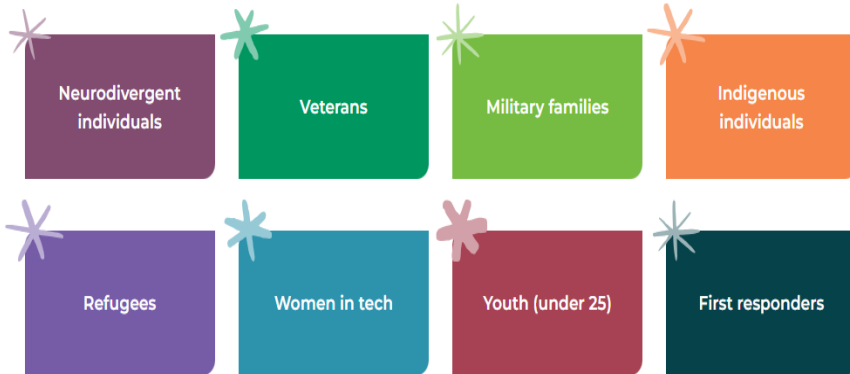 Neurodivergent
individuals
Veterans
Military families
Indigenous
individuals
Refugees
Women in tech
Youth (under 25)
First responders